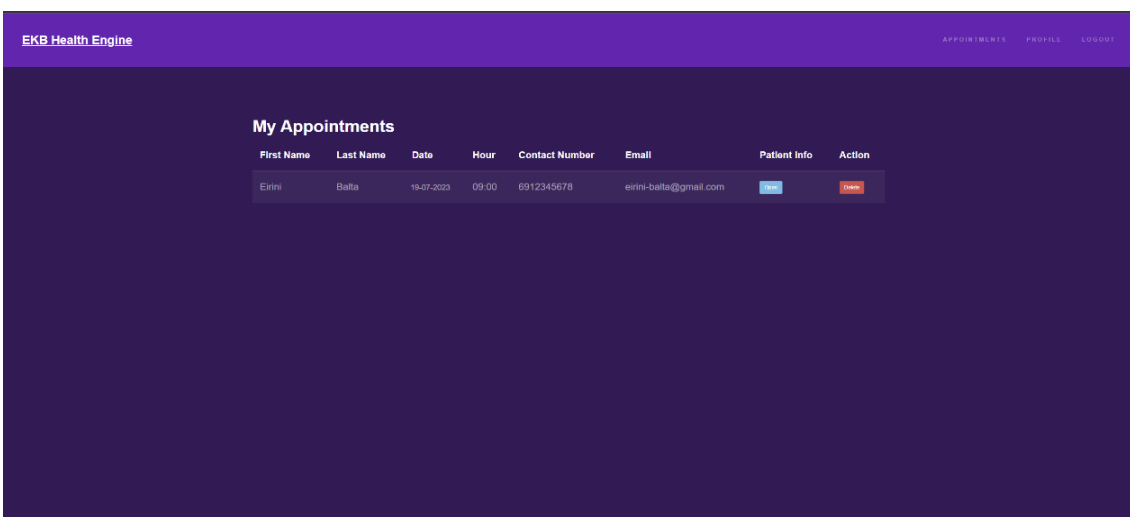 EKB Health Engine
APPOINTMENTS PROFILE LOGOUT
My Appointments
First Name Last Name Date Hour Contact Number Email Patient Info Action
Eirini Balta 19-07-2023 09:00 6912345678 eirini-balta@gmail.com Open Delete